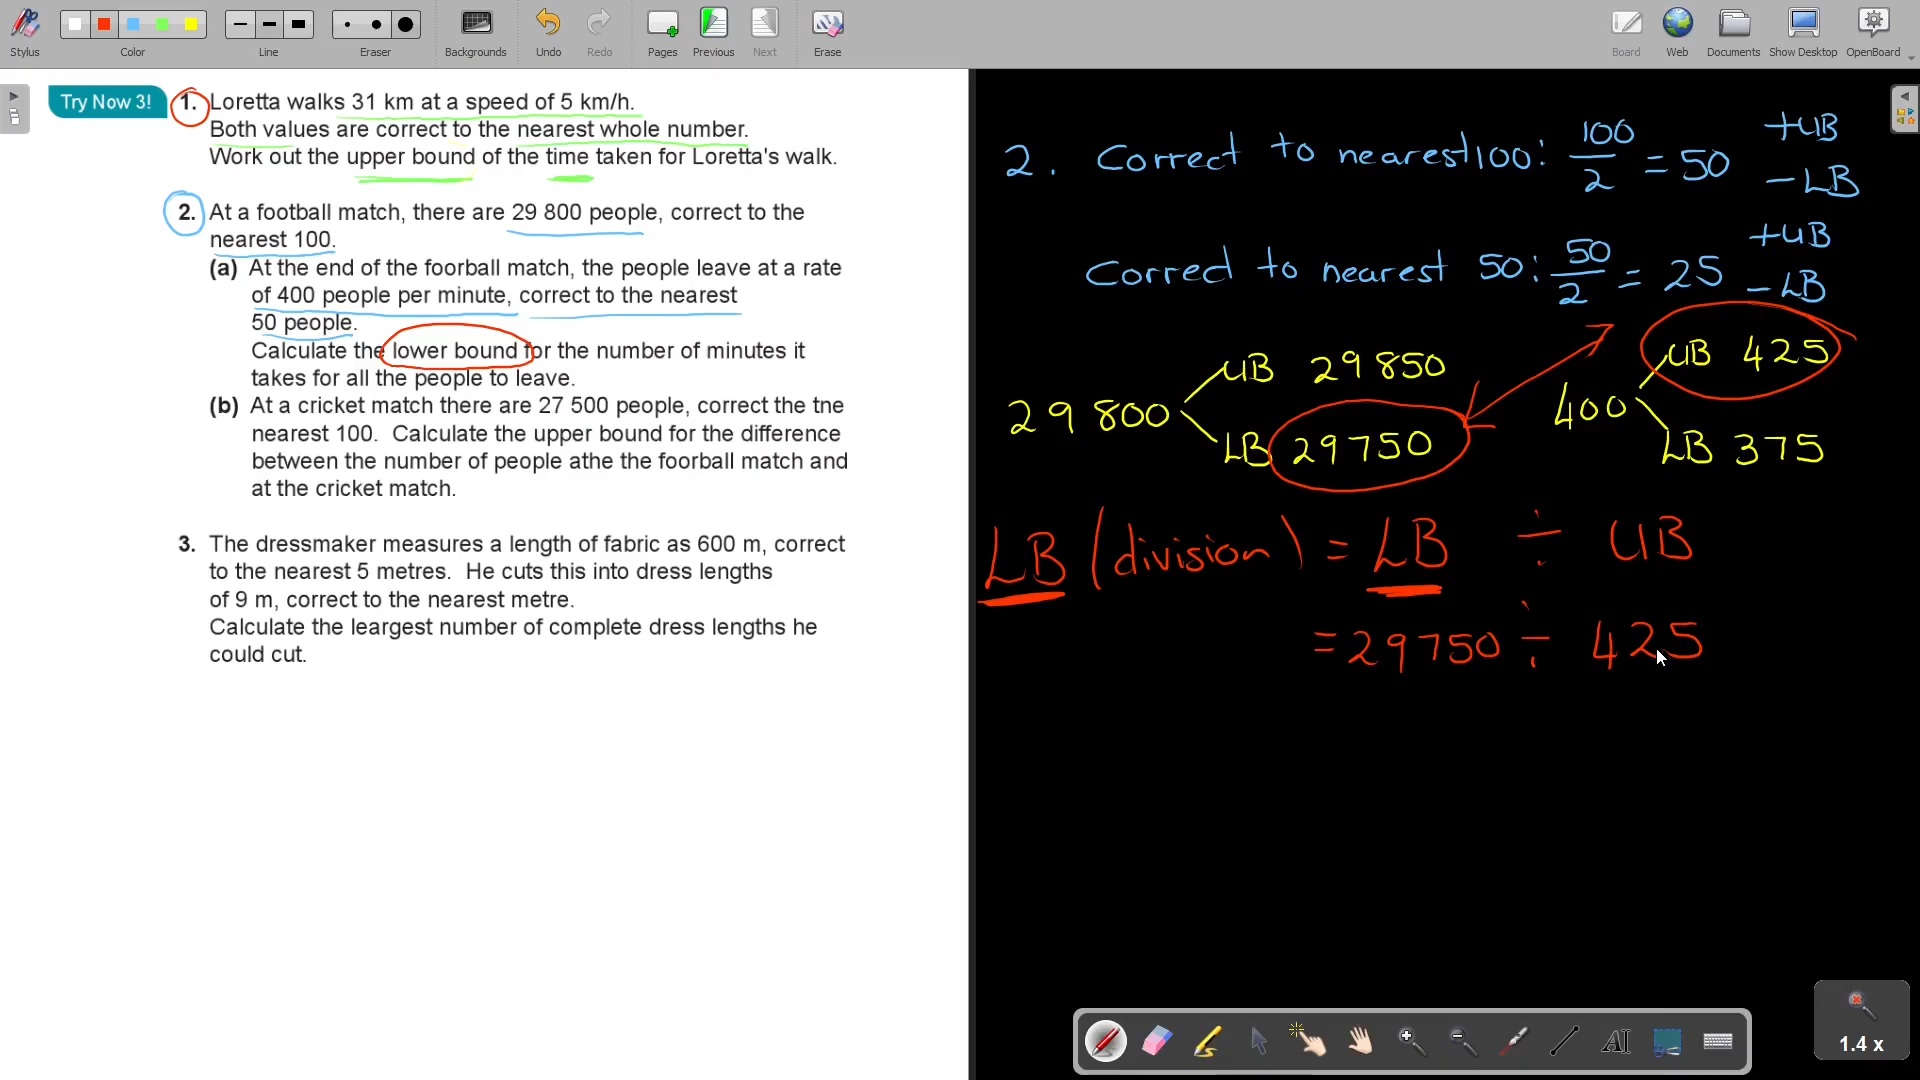 Stylus
Color
Line
Eraser
Backgrounds
Undo
Redo
Pages
Previous
Next
Erase
Board
Web
Documents
Show Desktop
OpenBoard
Try Now 3!
1. Loretta walks 31 km at a speed of 5 km/h.
Both values are correct to the nearest whole number.
Work out the upper bound of the time taken for Loretta's walk.
2. At a football match, there are 29 800 people, correct to the
nearest 100.
(a) At the end of the foorball match, the people leave at a rate
of 400 people per minute, correct to the nearest
50 people.
Calculate the lower bound for the number of minutes it
takes for all the people to leave.
(b) At a cricket match there are 27 500 people, correct the tne
nearest 100. Calculate the upper bound for the difference
between the number of people athe the foorball match and
at the cricket match.
3. The dressmaker measures a length of fabric as 600 m, correct
to the nearest 5 metres. He cuts this into dress lengths
of 9 m, correct to the nearest metre.
Calculate the leargest number of complete dress lengths he
could cut.
2. Correct to nearest 100: 100/2 = 50 +UB
-LB
Corred to nearest 50: 50/2 = 25 +UB
-LB
29 800 UB 29850
LB 29750
400 UB 425
LB 375
LB (division) = LB ÷ UB
= 29750 ÷ 425
1.4 x